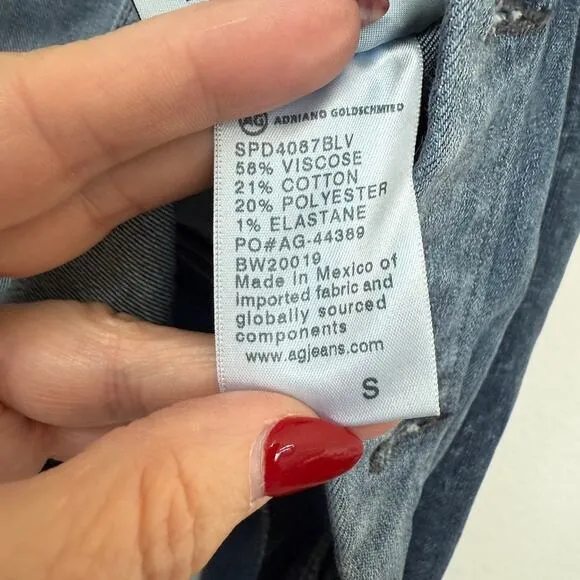 AG ADRIANO GOLDSCHMIED
SPD4087BLV
58% VISCOSE
21% COTTON
20% POLYESTER
1% ELASTANE
PO#AG-44389
BW20019
Made in Mexico of
imported fabric and
globally sourced
components
www.agjeans.com
S